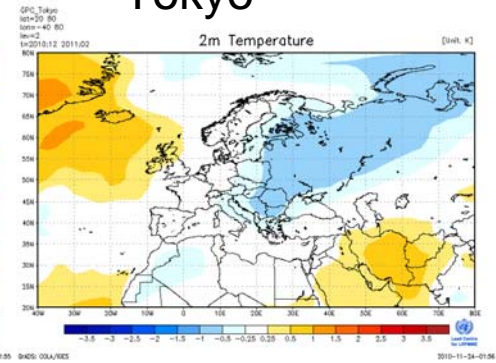 Tokyo
GPC_Tokyo
lat=20 80
lon=-40 80
lev=2
t=2010:12 2011:02
2m Temperature
[Unit: K]
80N
75N
70N
65N
60N
55N
50N
45N
40N
35N
30N
25N
20N
40W 30W 20W 10W 0 10E 20E 30E 40E 50E 60E 70E 80E
-3.5 -3 -2.5 -2 -1.5 -1 -0.5 -0.25 0.25 0.5 1 1.5 2 2.5 3 3.5
Lead Centre
for LRFMME
GrADS: COLA/IGES
2010-11-24-01:56